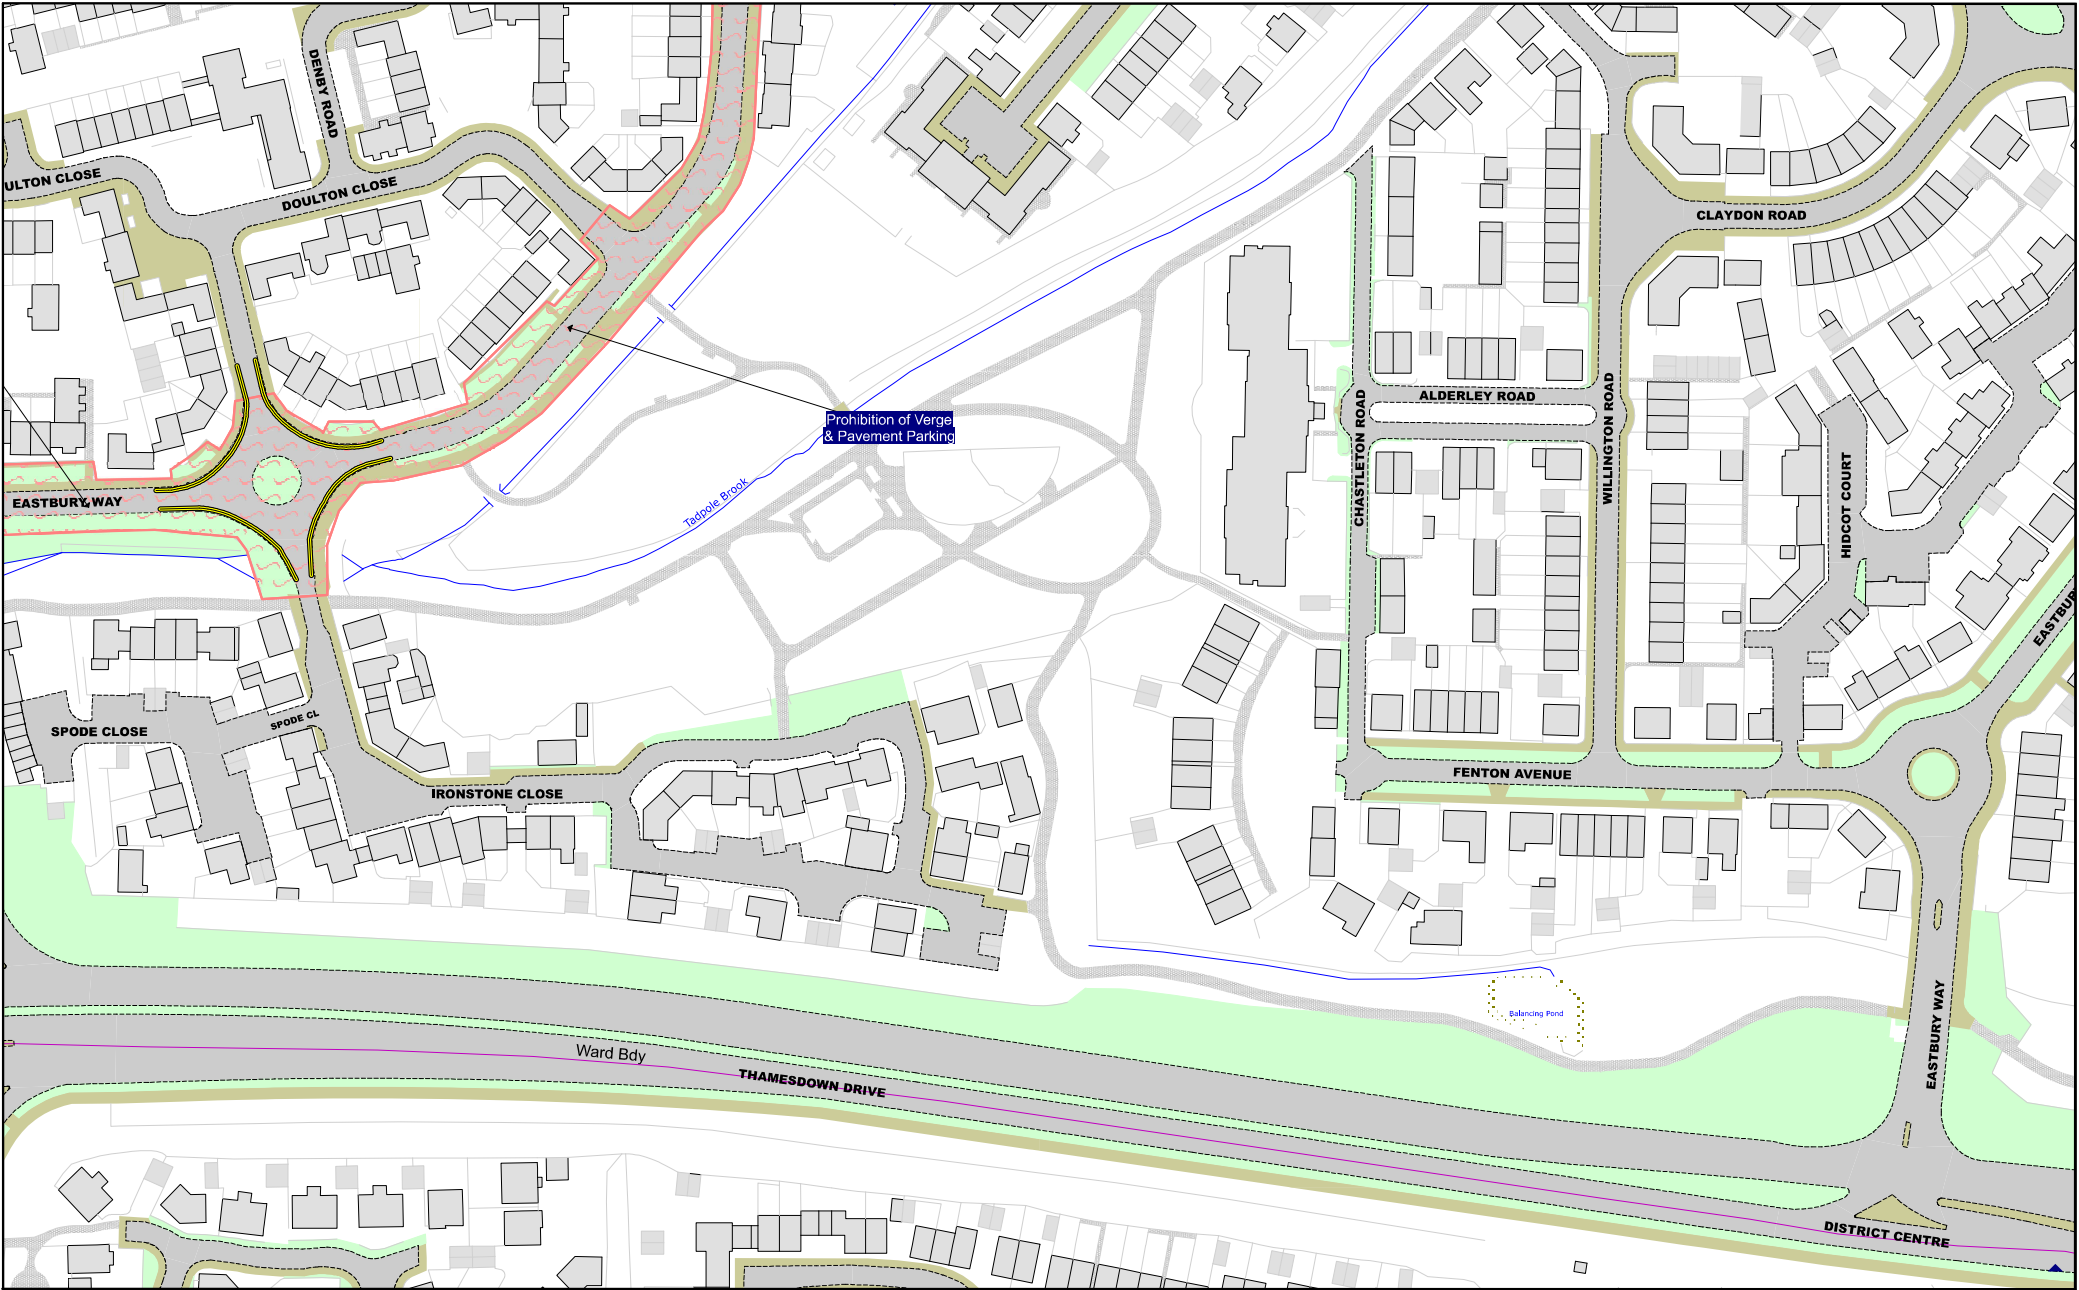 DENBY ROAD
ULTON CLOSE
DOULTON CLOSE
CLAYDON ROAD
ALDERLEY ROAD
Prohibition of Verge
& Pavement Parking
CHASTLETON ROAD
WILLINGTON ROAD
HIDCOT COURT
EASTBURY WAY
Tadpole Brook
EASTBUR
SPODE CL
SPODE CLOSE
FENTON AVENUE
IRONSTONE CLOSE
Balancing Pond
EASTBURY WAY
Ward Bdy
THAMESDOWN DRIVE
DISTRICT CENTRE